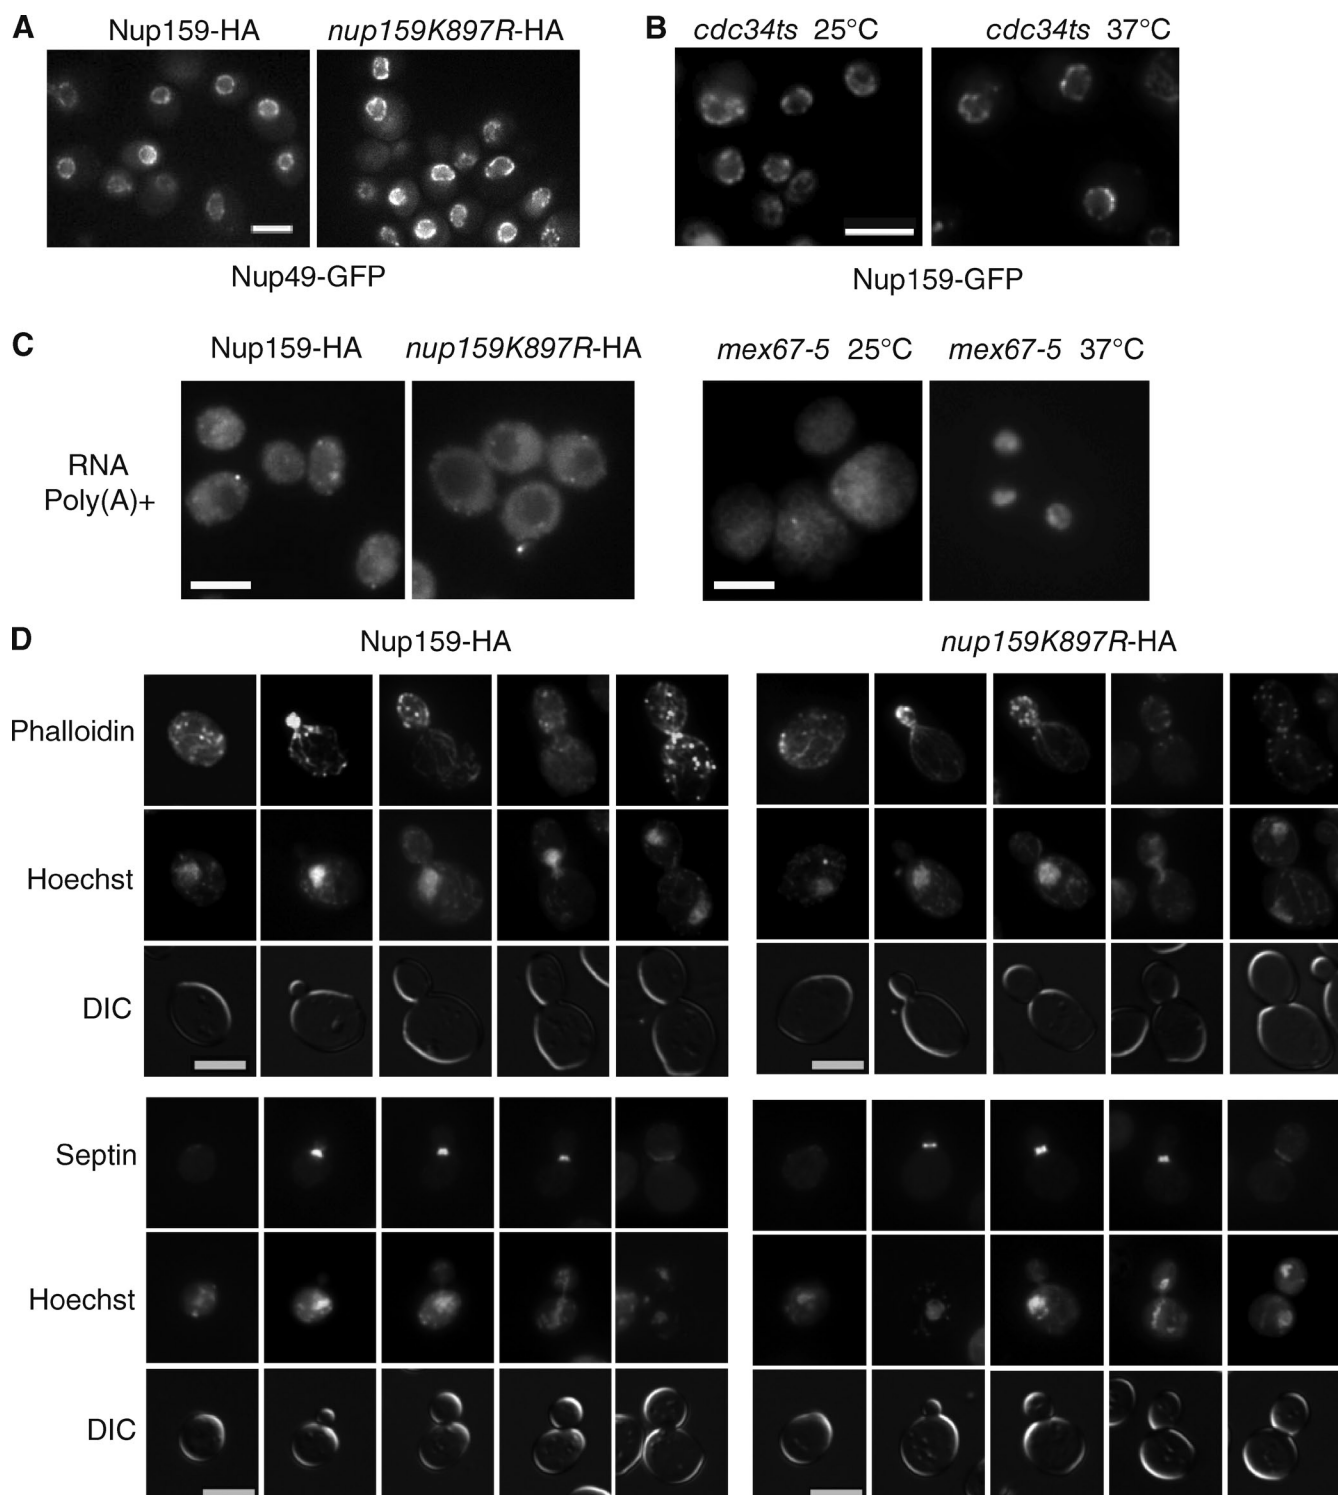 A
Nup159-HA
nup159K897R-HA
Nup49-GFP
B
cdc34ts 25°C
cdc34ts 37°C
Nup159-GFP
C
Nup159-HA
nup159K897R-HA
mex67-5 25°C
mex67-5 37°C
RNA
Poly(A)+
D
Nup159-HA
nup159K897R-HA
Phalloidin
Hoechst
DIC
Septin
Hoechst
DIC